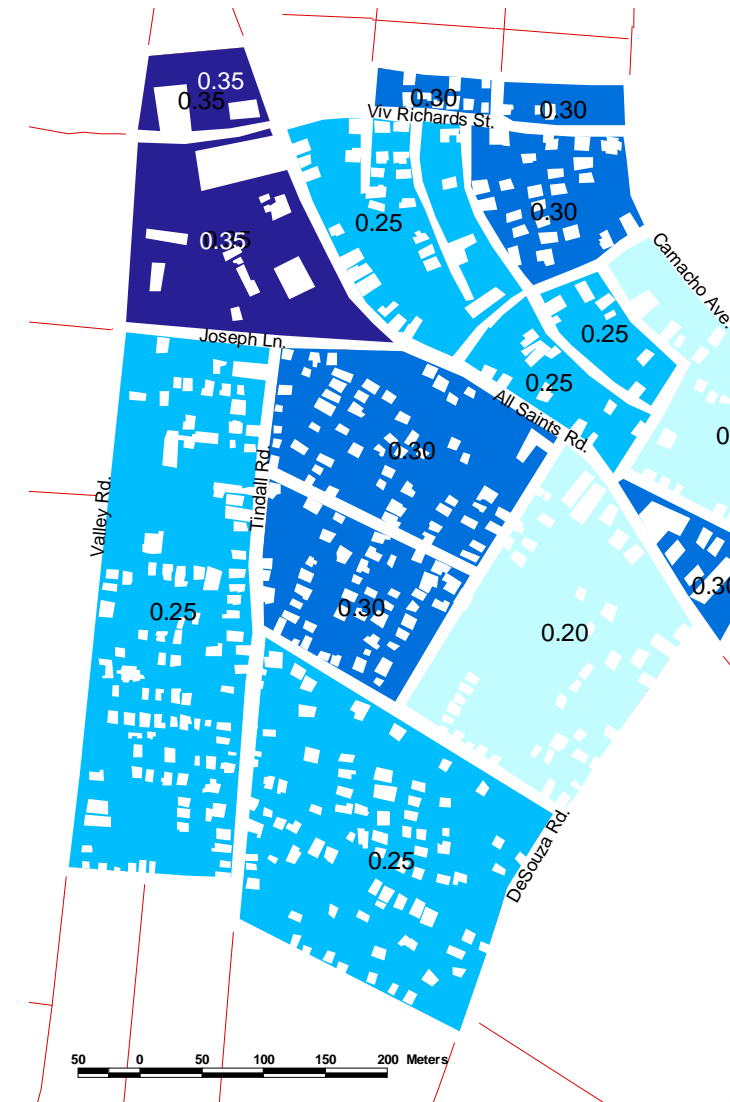 0.35
0.35
0.30
0.30
Viv Richards St.
0.30
0.25
0.35
Camacho Ave.
Joseph Ln.
0.25
0.25
All Saints Rd.
0.30
Tindall Rd.
Valley Rd.
0.30
0.30
0.25
0.20
DeSouza Rd.
0.25
50 0 50 100 150 200 Meters